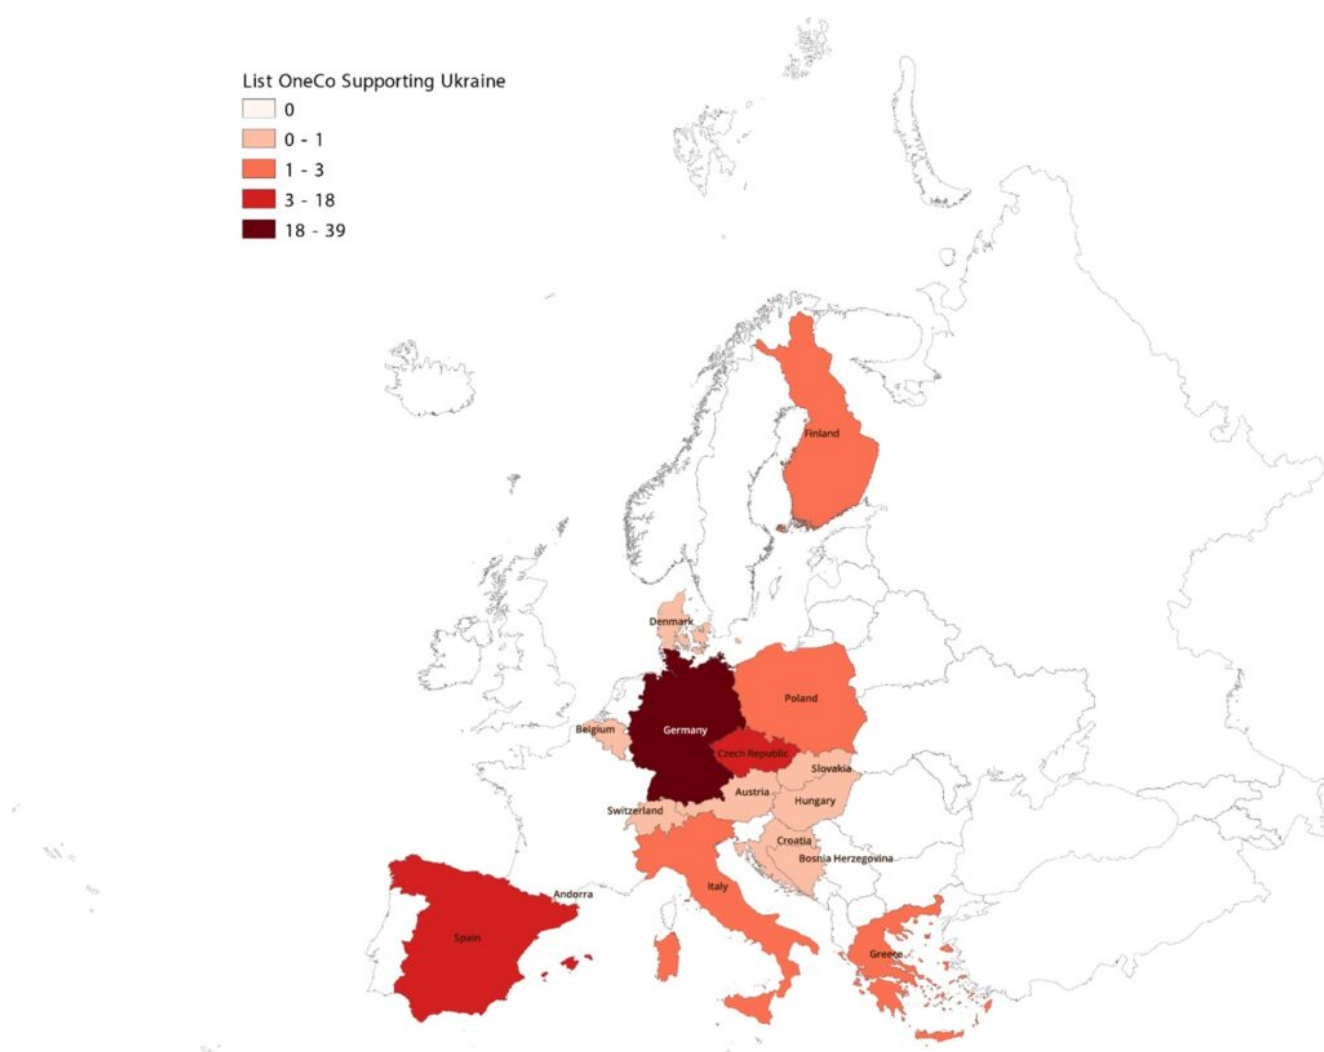 List OneCo Supporting Ukraine
0
0 - 1
1 - 3
3 - 18
18 - 39
Finland
Denmark
Poland
Belgium
Germany
Czech Republic
Slovakia
Austria
Hungary
Switzerland
Croatia
Bosnia Herzegovina
Italy
Andorra
Spain
Greece